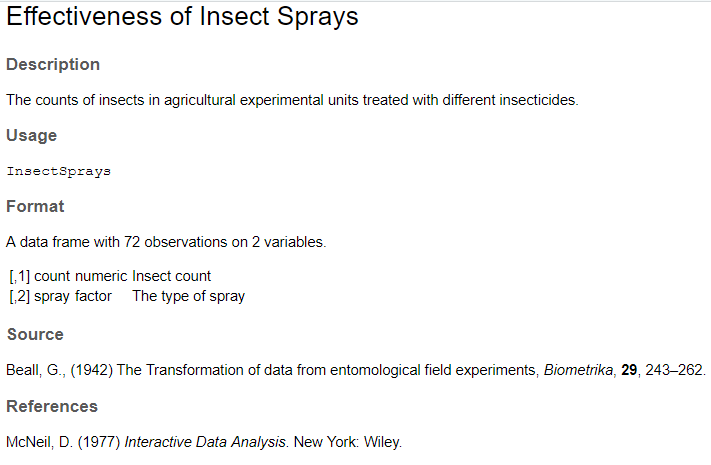 Effectiveness of Insect Sprays
Description
The counts of insects in agricultural experimental units treated with different insecticides.
Usage
InsectSprays
Format
A data frame with 72 observations on 2 variables.
[,1] count numeric Insect count
[,2] spray factor The type of spray
Source
Beall, G., (1942) The Transformation of data from entomological field experiments, Biometrika, 29, 243–262.
References
McNeil, D. (1977) Interactive Data Analysis. New York: Wiley.